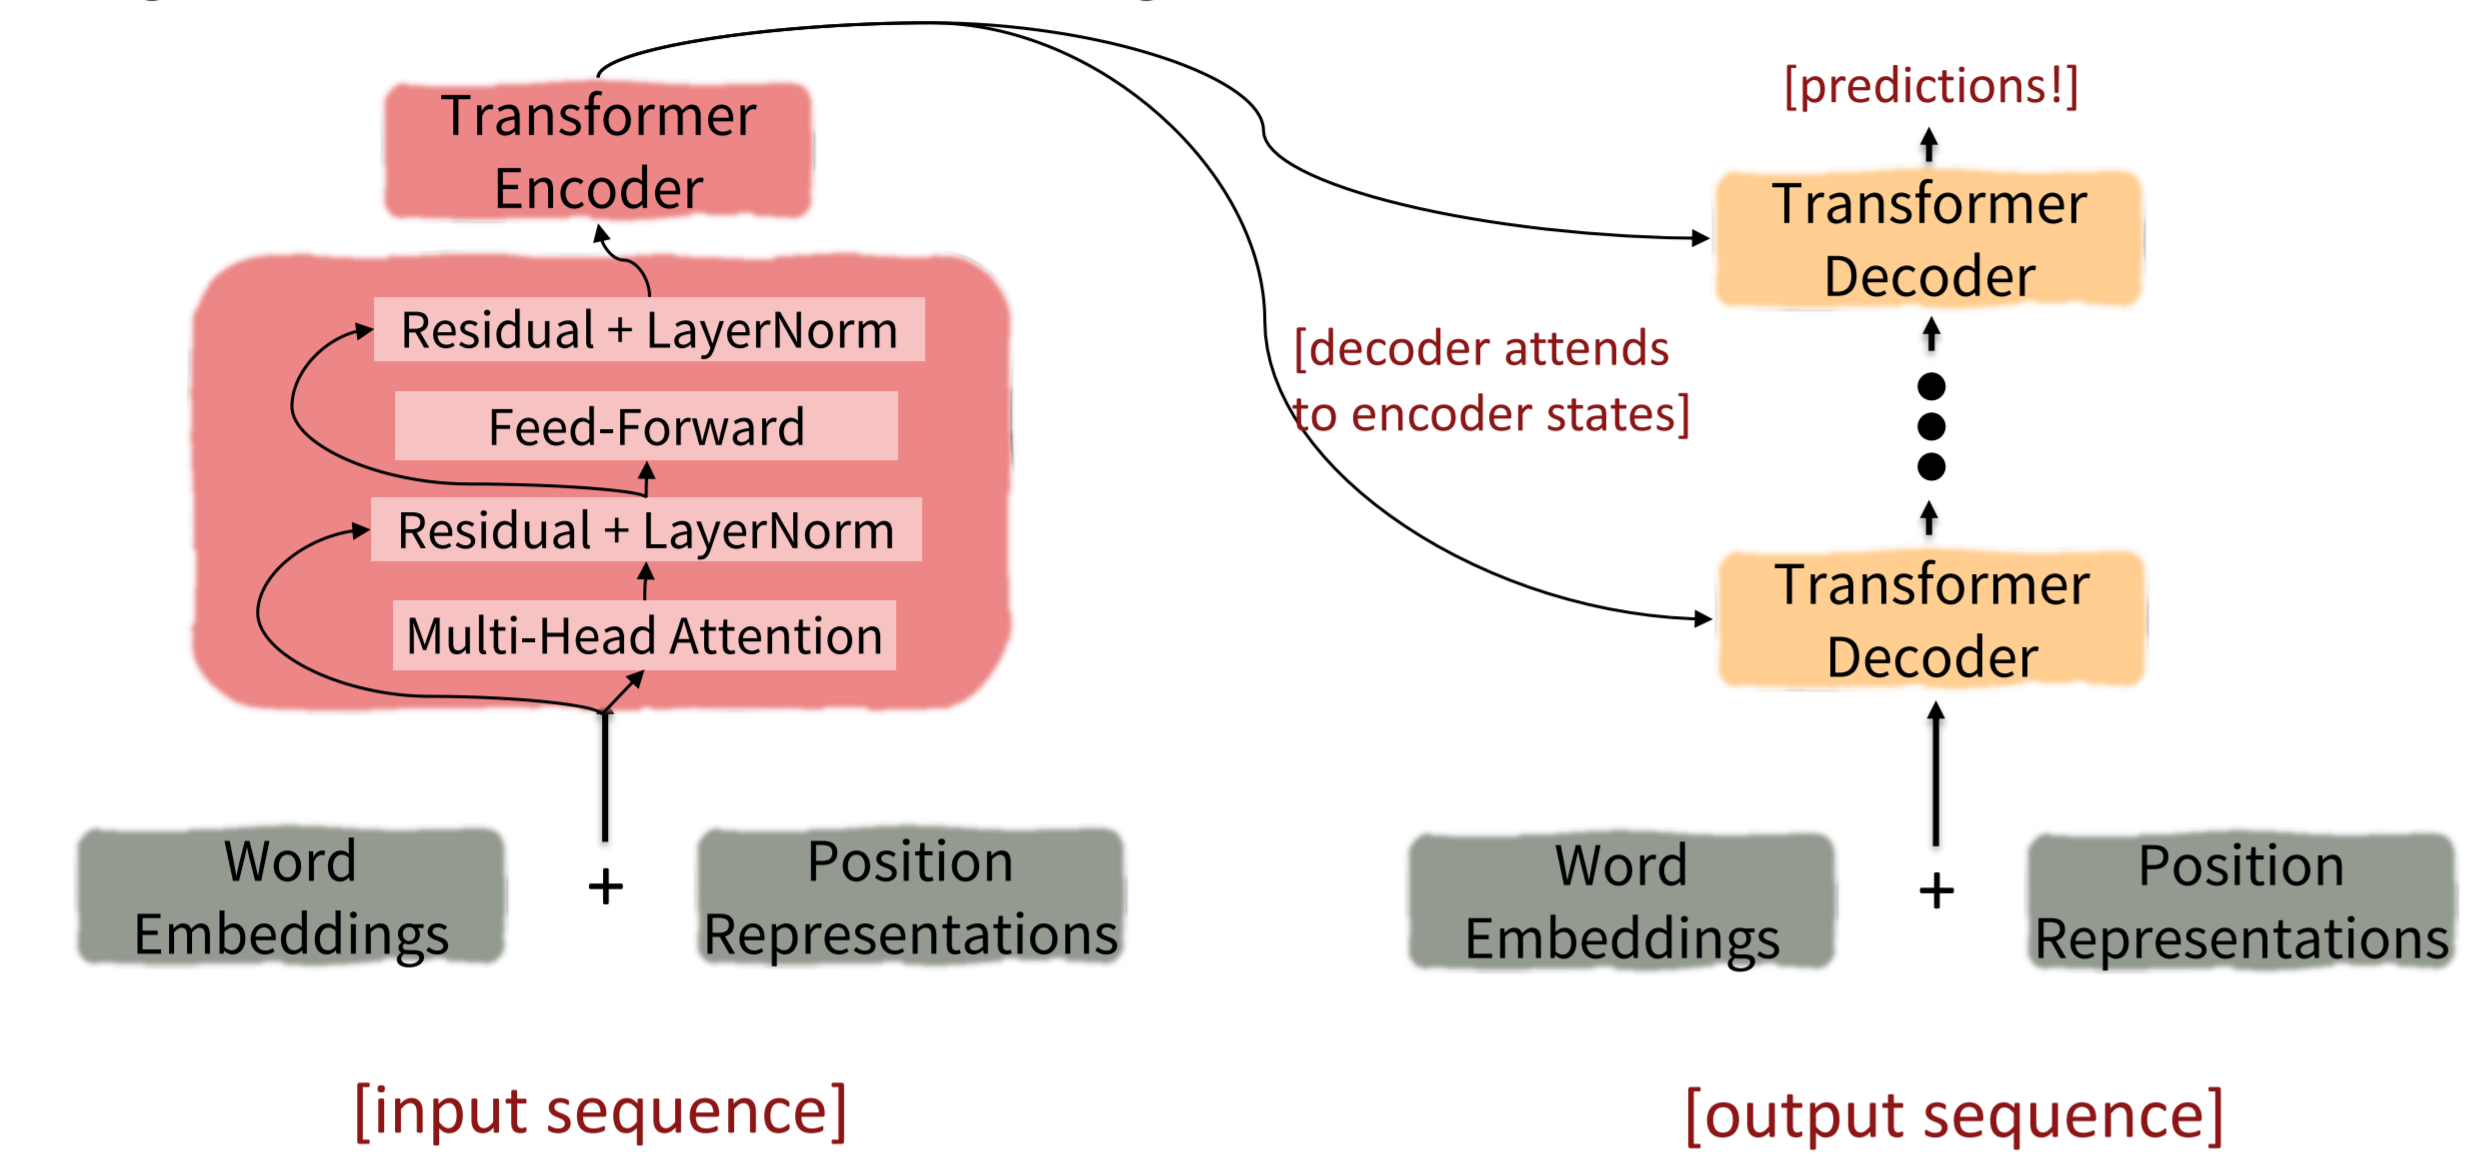 Transformer
Encoder
Residual + LayerNorm
Feed-Forward
Residual + LayerNorm
Multi-Head Attention
Word
Embeddings
+
Position
Representations
[input sequence]
[decoder attends
to encoder states]
[predictions!]
Transformer
Decoder
Transformer
Decoder
Word
Embeddings
+
Position
Representations
[output sequence]